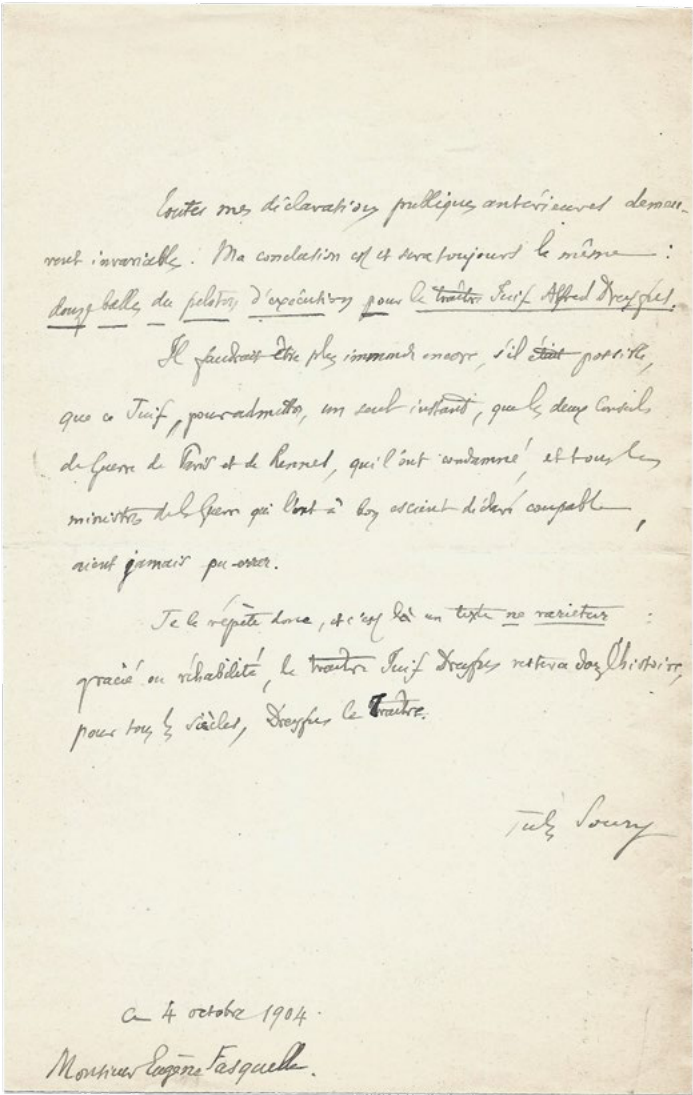 Toutes mes déclarations publiques antérieures demeu-
rent invariables. Ma conclusion est et sera toujours la même :
douze balles du peloton d'exécution pour le traître Juif Alfred Dreyfus.
Il faudrait être plus immonde encore, s'il était possible,
que ce Juif, pour admettre, un seul instant, que les deux Conseils
de Guerre de Paris et de Rennes, qui l'ont condamné, et tous les
ministres de la Guerre qui l'ont à bon escient déclaré coupable,
aient jamais pu errer.
Je le répète donc, et c'est là un texte ne varietur :
gracié ou réhabilité, le traître Juif Dreyfus restera dans l'histoire,
pour tous les siècles, Dreyfus le Traître.
Jules Soury
Ce 4 octobre 1904.
Monsieur Eugène Fasquelle.